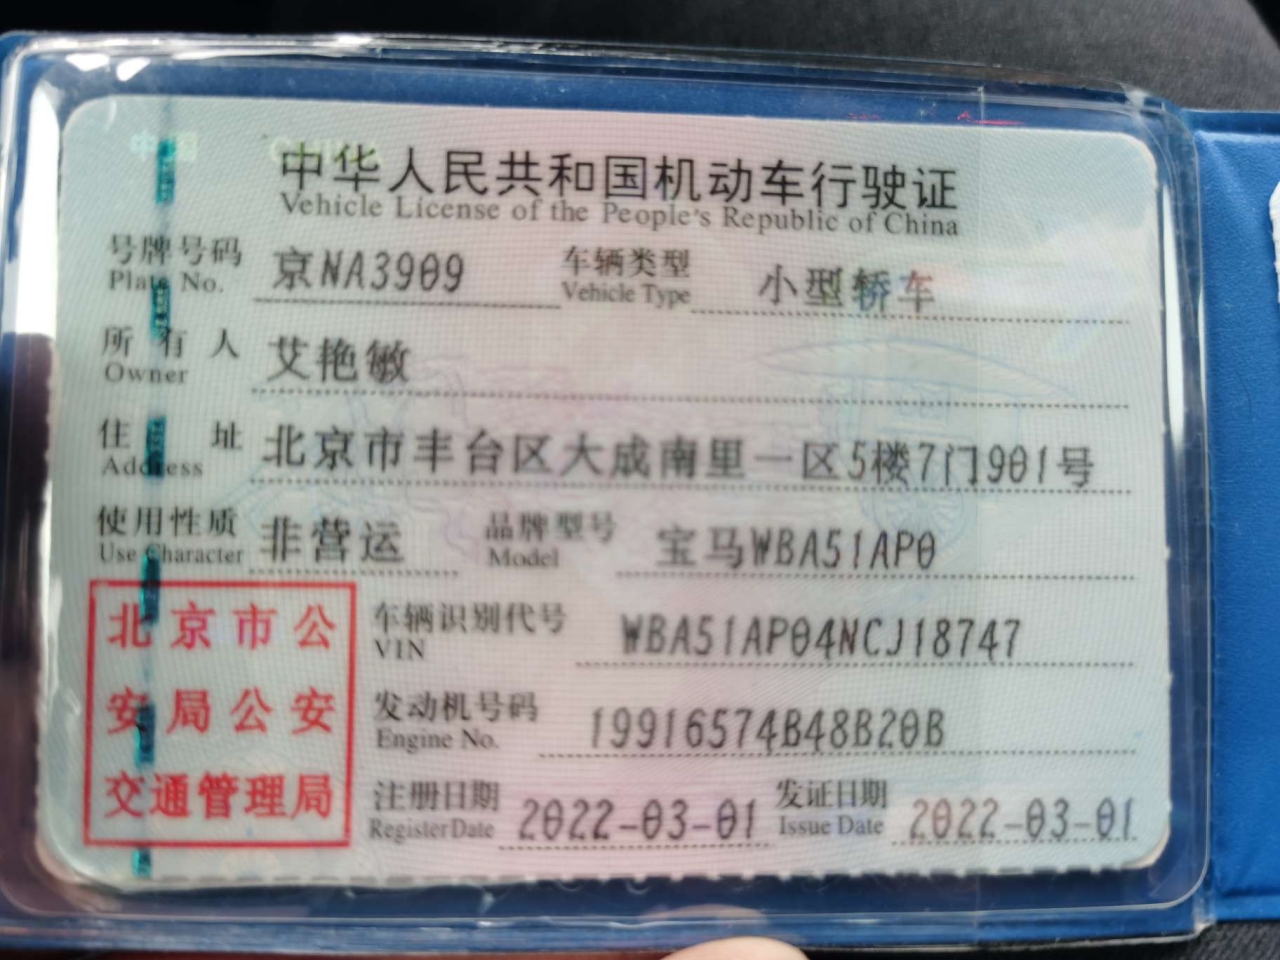 中华人民共和国机动车行驶证
Vehicle License of the People's Republic of China
号牌号码 京NA3909 车辆类型 小型轿车
Plate No. Vehicle Type
所有人 艾艳敏
Owner
住址 北京市丰台区大成南里一区5楼7门901号
Address
使用性质 非营运 品牌型号 宝马WBA51AP0
Use Character Model
车辆识别代号 WBA51AP04NCJ18747
VIN
发动机号码 19916574B48B20B
Engine No.
注册日期 2022-03-01 发证日期 2022-03-01
Register Date Issue Date
北京市公
安局公安
交通管理局